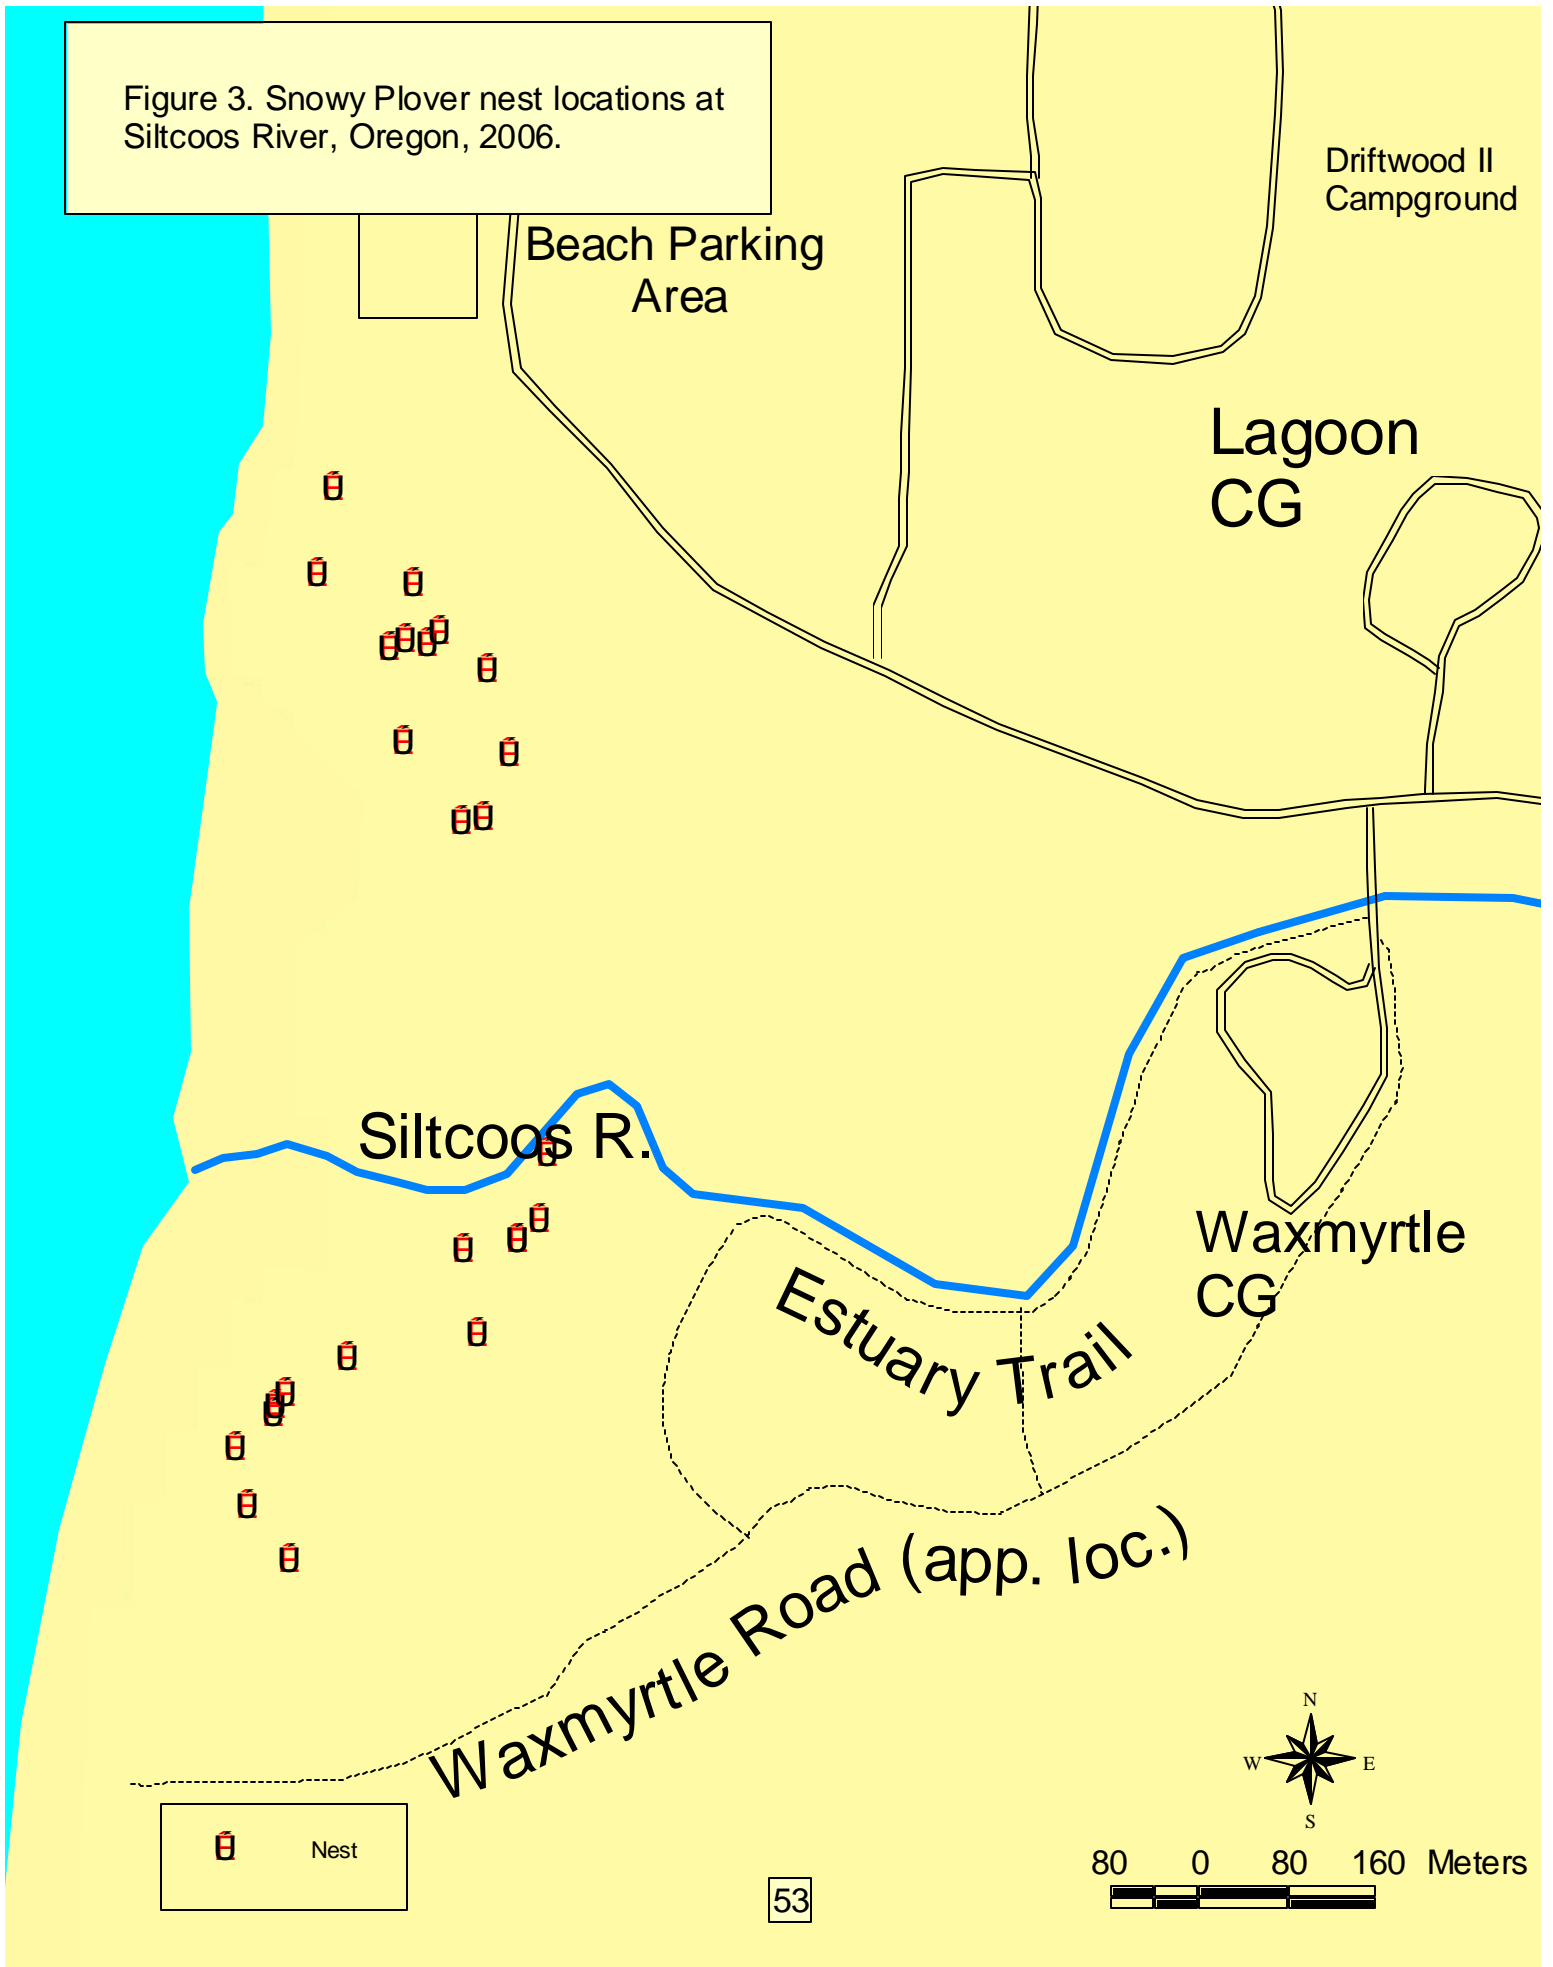 Figure 3. Snowy Plover nest locations at
Siltcoos River, Oregon, 2006.
Driftwood II
Campground
Beach Parking
Area
Lagoon
CG
Siltcoos R.
Waxmyrtle
CG
Estuary Trail
Waxmyrtle Road (app. loc.)
N
W E
S
Nest
80 0 80 160 Meters
53